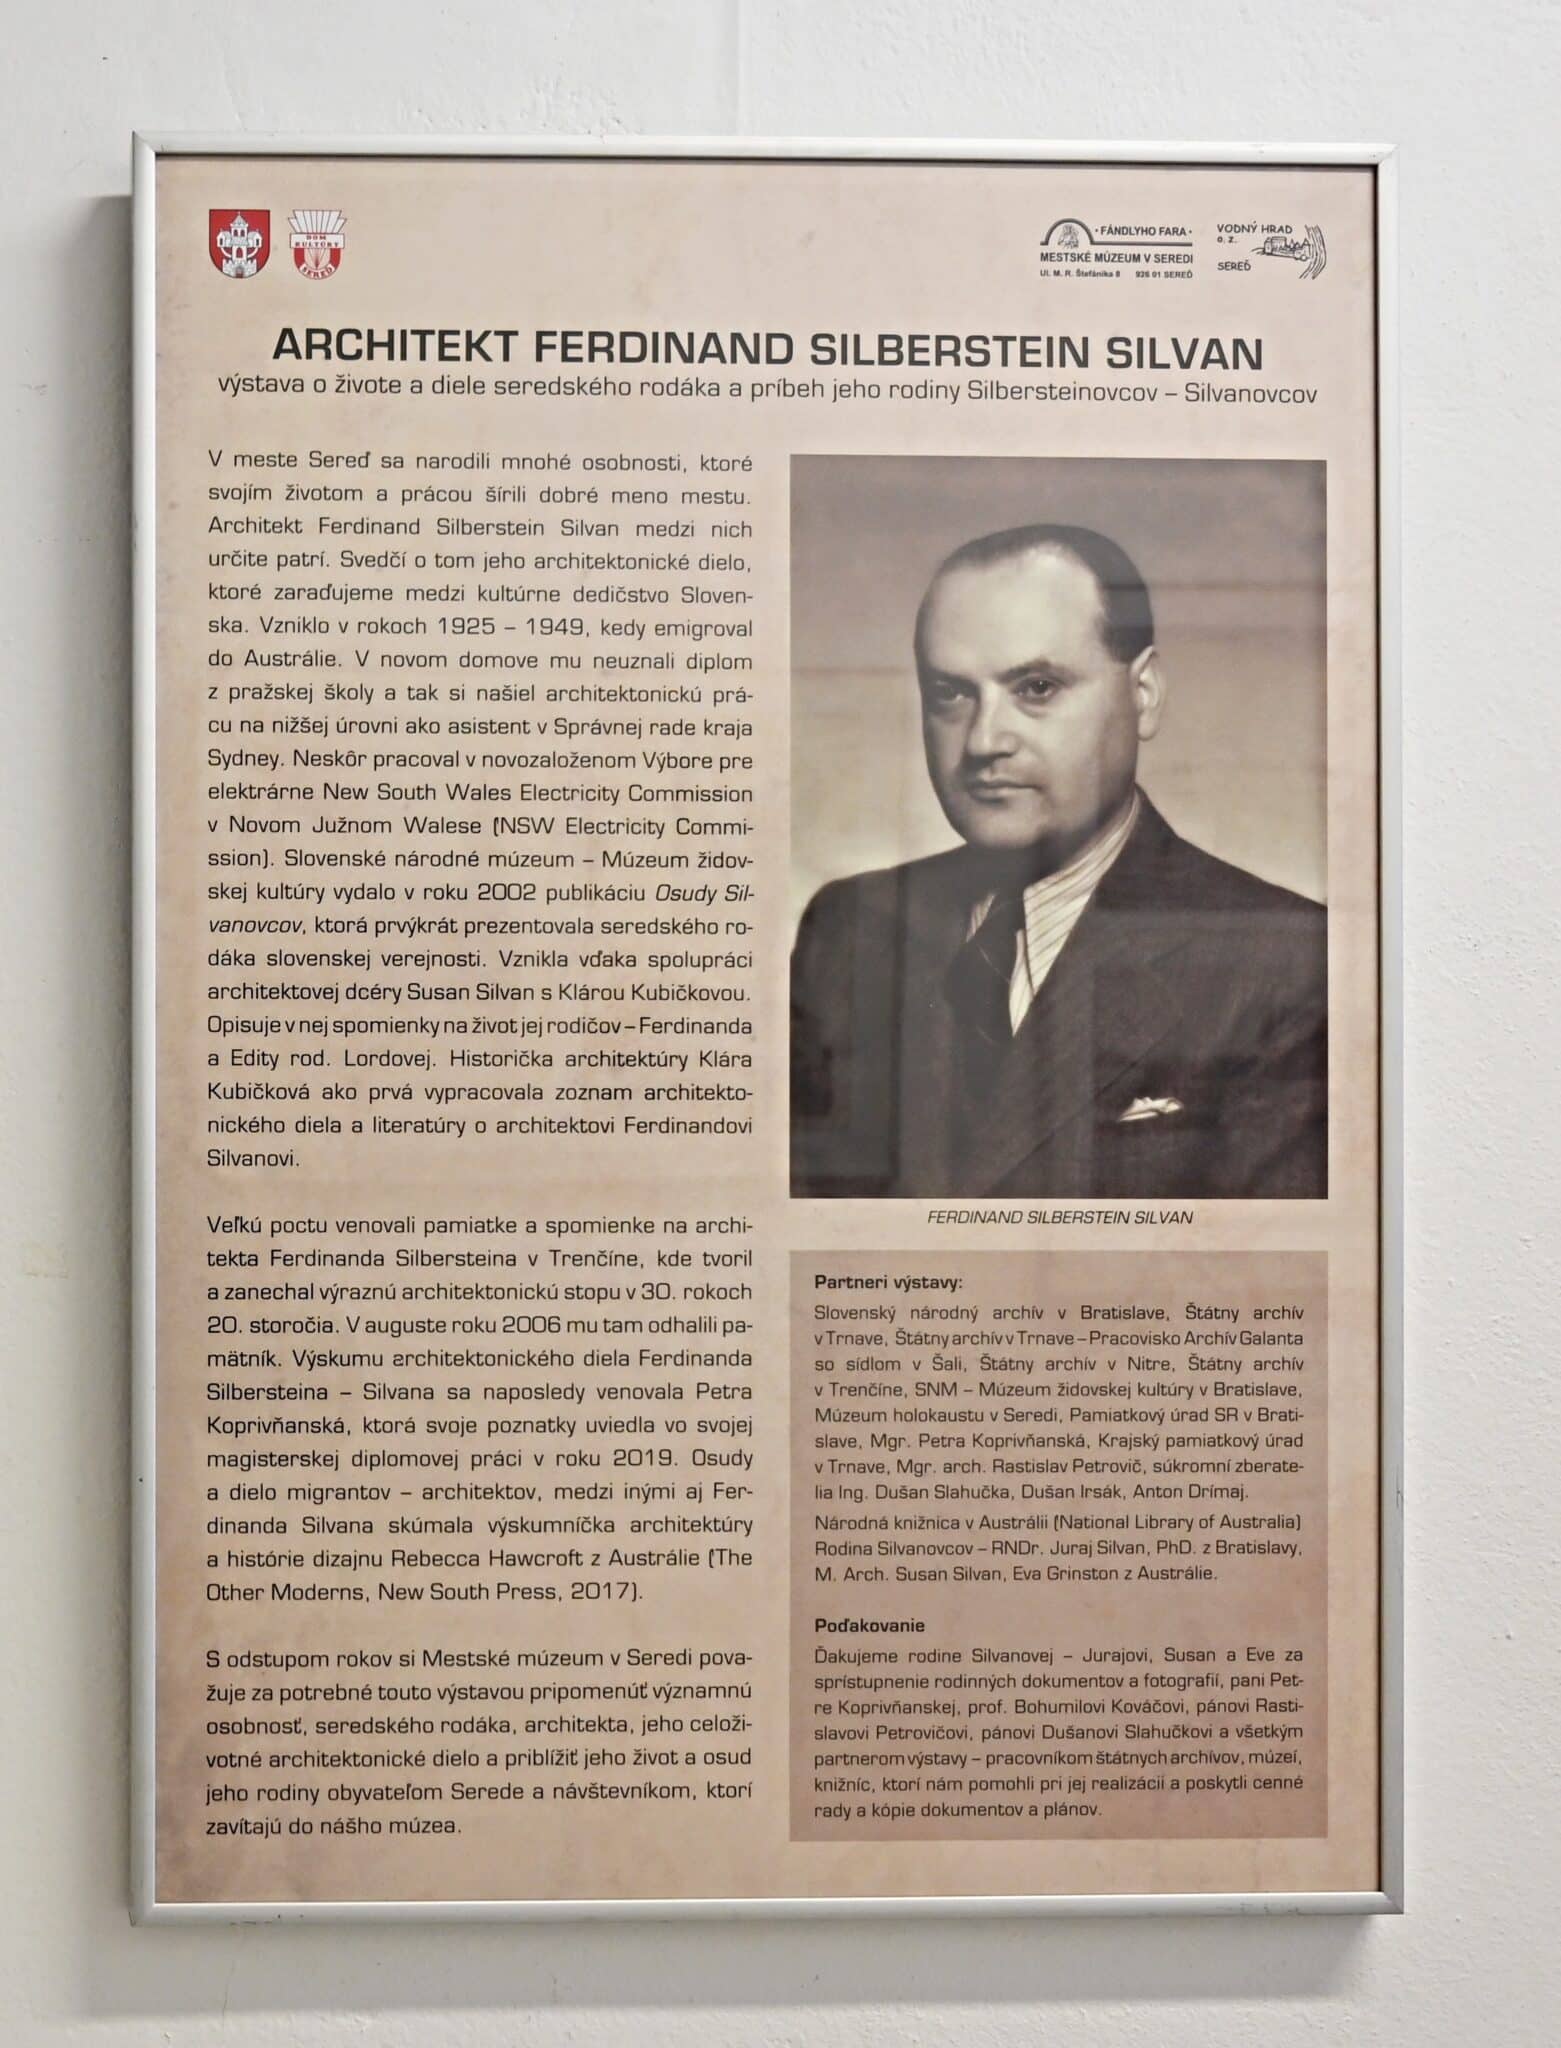 DOM
KULTÚRY
SEREĎ
· FÁNDLYHO FARA ·
MESTSKÉ MÚZEUM V SEREDI
Ul. M. R. Štefánika 8 926 01 SEREĎ
VODNÝ HRAD
o. z.
SEREĎ
ARCHITEKT FERDINAND SILBERSTEIN SILVAN
výstava o živote a diele seredského rodáka a príbeh jeho rodiny Silbersteinovcov – Silvanovcov
V meste Sereď sa narodili mnohé osobnosti, ktoré
svojím životom a prácou šírili dobré meno mestu.
Architekt Ferdinand Silberstein Silvan medzi nich
určite patrí. Svedčí o tom jeho architektonické dielo,
ktoré zaraďujeme medzi kultúrne dedičstvo Sloven-
ska. Vzniklo v rokoch 1925 – 1949, kedy emigroval
do Austrálie. V novom domove mu neuznali diplom
z pražskej školy a tak si našiel architektonickú prá-
cu na nižšej úrovni ako asistent v Správnej rade kraja
Sydney. Neskôr pracoval v novozaloženom Výbore pre
elektrárne New South Wales Electricity Commission
v Novom Južnom Walese (NSW Electricity Commi-
ssion). Slovenské národné múzeum – Múzeum židov-
skej kultúry vydalo v roku 2002 publikáciu Osudy Sil-
vanovcov, ktorá prvýkrát prezentovala seredského ro-
dáka slovenskej verejnosti. Vznikla vďaka spolupráci
architektovej dcéry Susan Silvan s Klárou Kubičkovou.
Opisuje v nej spomienky na život jej rodičov – Ferdinanda
a Edity rod. Lordovej. Historička architektúry Klára
Kubičková ako prvá vypracovala zoznam architekto-
nického diela a literatúry o architektovi Ferdinandovi
Silvanovi.
Veľkú poctu venovali pamiatke a spomienke na archi-
tekta Ferdinanda Silbersteina v Trenčíne, kde tvoril
a zanechal výraznú architektonickú stopu v 30. rokoch
20. storočia. V auguste roku 2006 mu tam odhalili pa-
mätník. Výskumu architektonického diela Ferdinanda
Silbersteina – Silvana sa naposledy venovala Petra
Koprivňanská, ktorá svoje poznatky uviedla vo svojej
magisterskej diplomovej práci v roku 2019. Osudy
a dielo migrantov – architektov, medzi inými aj Fer-
dinanda Silvana skúmala výskumníčka architektúry
a histórie dizajnu Rebecca Hawcroft z Austrálie (The
Other Moderns, New South Press, 2017).
S odstupom rokov si Mestské múzeum v Seredi pova-
žuje za potrebné touto výstavou pripomenúť významnú
osobnosť, seredského rodáka, architekta, jeho celoži-
votné architektonické dielo a priblížiť jeho život a osud
jeho rodiny obyvateľom Serede a návštevníkom, ktorí
zavítajú do nášho múzea.
FERDINAND SILBERSTEIN SILVAN
Partneri výstavy:
Slovenský národný archív v Bratislave, Štátny archív
v Trnave, Štátny archív v Trnave – Pracovisko Archív Galanta
so sídlom v Šali, Štátny archív v Nitre, Štátny archív
v Trenčíne, SNM – Múzeum židovskej kultúry v Bratislave,
Múzeum holokaustu v Seredi, Pamiatkový úrad SR v Brati-
slave, Mgr. Petra Koprivňanská, Krajský pamiatkový úrad
v Trnave, Mgr. arch. Rastislav Petrovič, súkromní zberate-
lia Ing. Dušan Slahučka, Dušan Irsák, Anton Drímaj.
Národná knižnica v Austrálii (National Library of Australia)
Rodina Silvanovcov – RNDr. Juraj Silvan, PhD. z Bratislavy,
M. Arch. Susan Silvan, Eva Grinston z Austrálie.
Poďakovanie
Ďakujeme rodine Silvanovej – Jurajovi, Susan a Eve za
sprístupnenie rodinných dokumentov a fotografií, pani Pet-
re Koprivňanskej, prof. Bohumilovi Kováčovi, pánovi Rasti-
slavovi Petrovičovi, pánovi Dušanovi Slahučkovi a všetkým
partnerom výstavy – pracovníkom štátnych archívov, múzeí,
knižníc, ktorí nám pomohli pri jej realizácii a poskytli cenné
rady a kópie dokumentov a plánov.